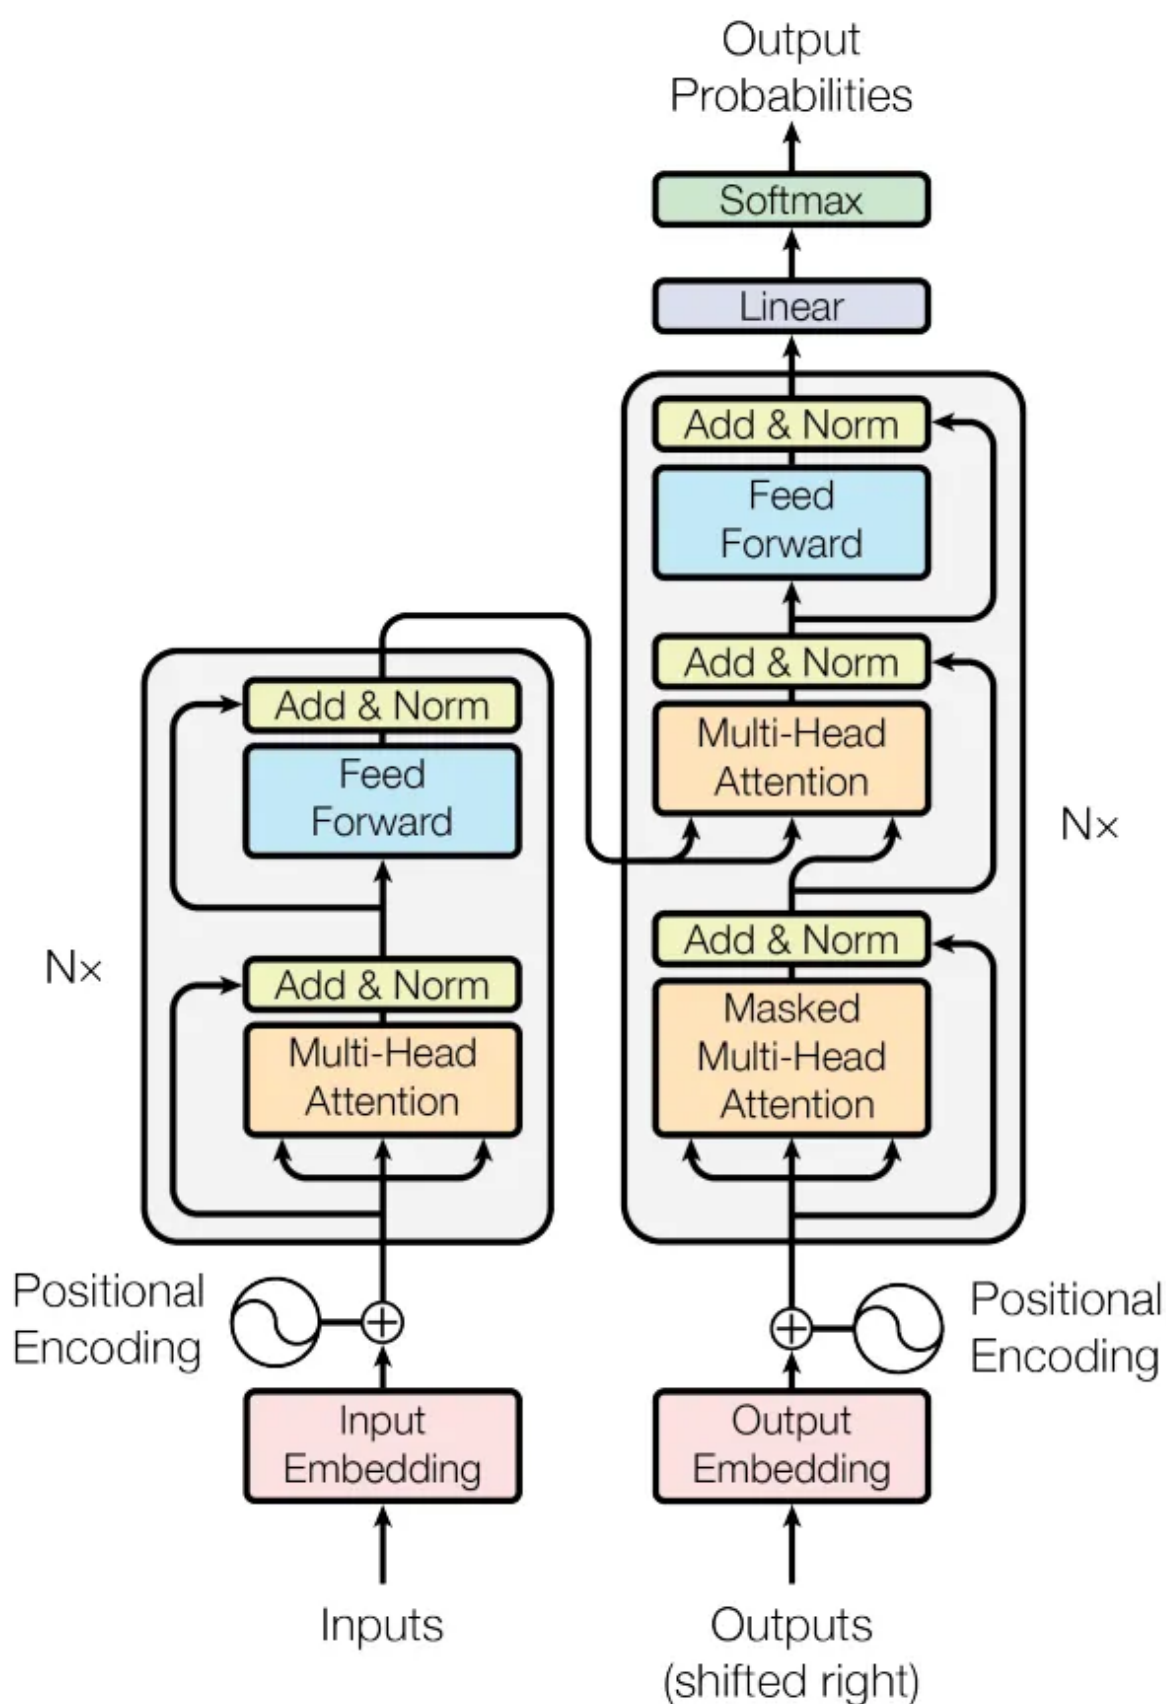 Output
Probabilities
Softmax
Linear
Add & Norm
Feed
Forward
Add & Norm
Multi-Head
Attention
Nx
Add & Norm
Masked
Multi-Head
Attention
Add & Norm
Feed
Forward
Nx
Add & Norm
Multi-Head
Attention
Positional
Encoding
Positional
Encoding
Input
Embedding
Output
Embedding
Inputs
Outputs
(shifted right)